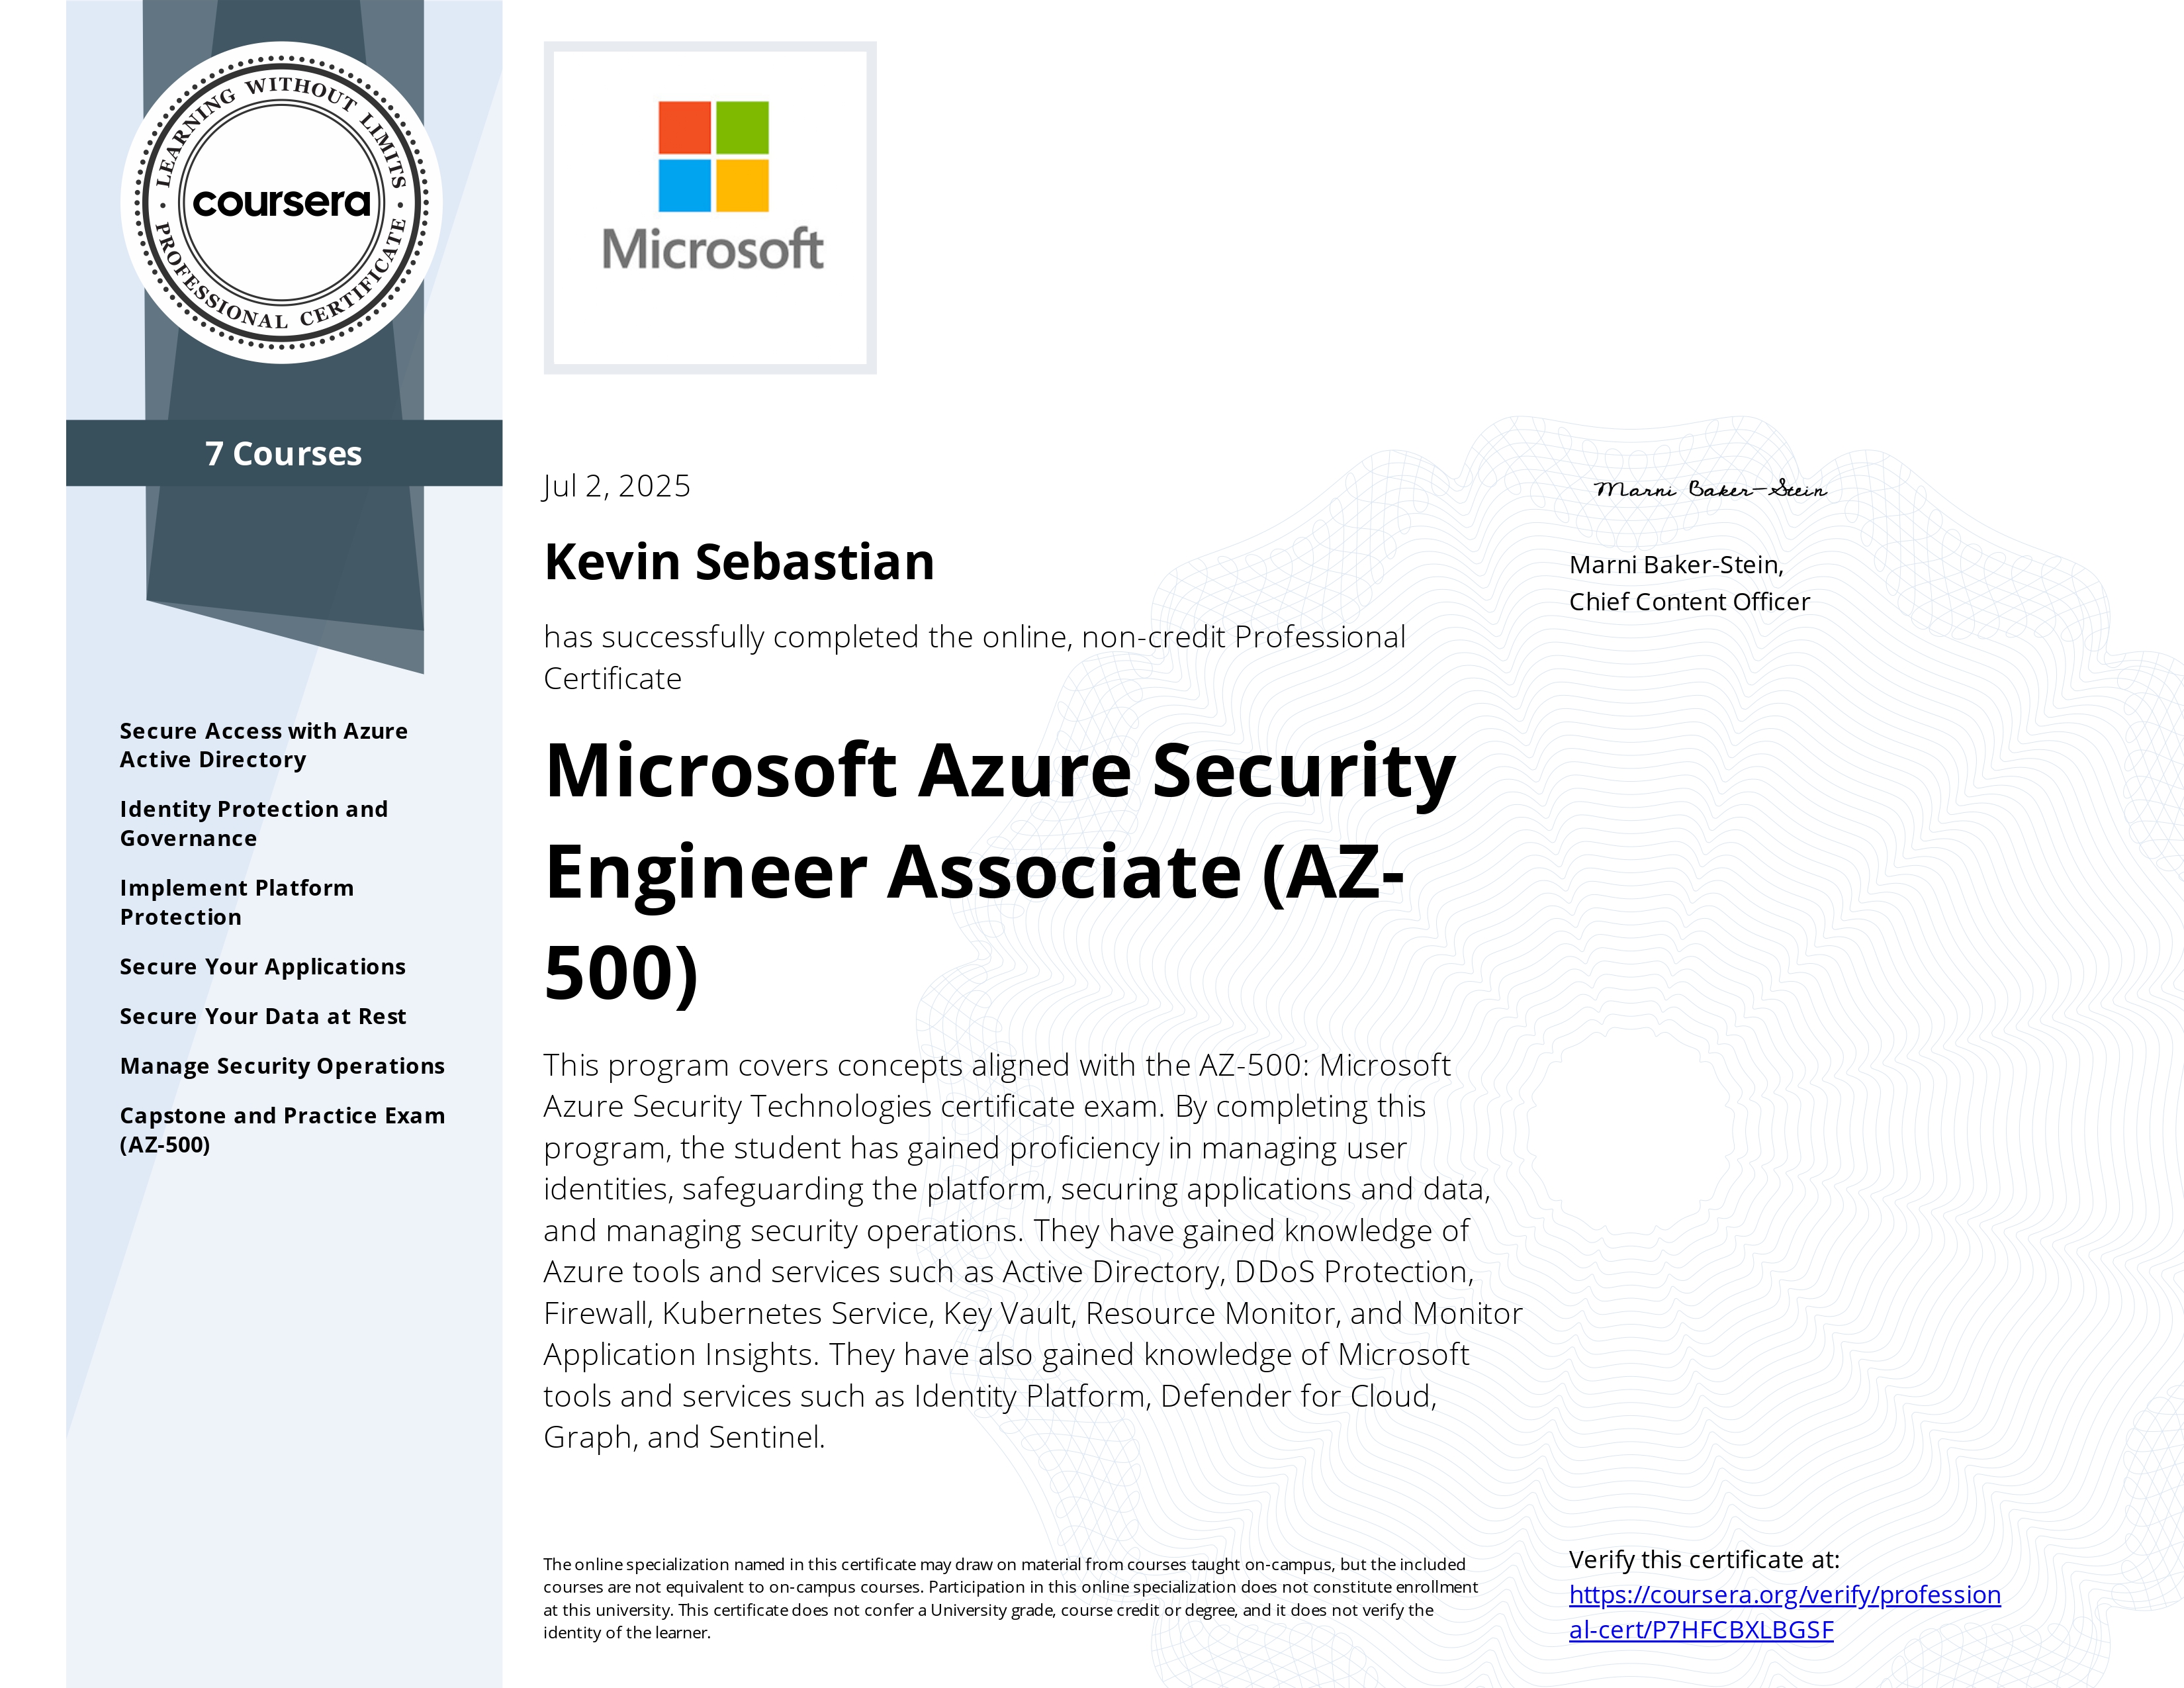 LEARNING WITHOUT LIMITS
coursera
PROFESSIONAL CERTIFICATE
7 Courses
Secure Access with Azure
Active Directory
Identity Protection and
Governance
Implement Platform
Protection
Secure Your Applications
Secure Your Data at Rest
Manage Security Operations
Capstone and Practice Exam
(AZ-500)
Microsoft
Jul 2, 2025
Kevin Sebastian
has successfully completed the online, non-credit Professional
Certificate
Microsoft Azure Security
Engineer Associate (AZ-
500)
This program covers concepts aligned with the AZ-500: Microsoft
Azure Security Technologies certificate exam. By completing this
program, the student has gained proficiency in managing user
identities, safeguarding the platform, securing applications and data,
and managing security operations. They have gained knowledge of
Azure tools and services such as Active Directory, DDoS Protection,
Firewall, Kubernetes Service, Key Vault, Resource Monitor, and Monitor
Application Insights. They have also gained knowledge of Microsoft
tools and services such as Identity Platform, Defender for Cloud,
Graph, and Sentinel.
The online specialization named in this certificate may draw on material from courses taught on-campus, but the included
courses are not equivalent to on-campus courses. Participation in this online specialization does not constitute enrollment
at this university. This certificate does not confer a University grade, course credit or degree, and it does not verify the
identity of the learner.
Marni Baker-Stein
Marni Baker-Stein,
Chief Content Officer
Verify this certificate at:
https://coursera.org/verify/profession
al-cert/P7HFCBXLBGSF